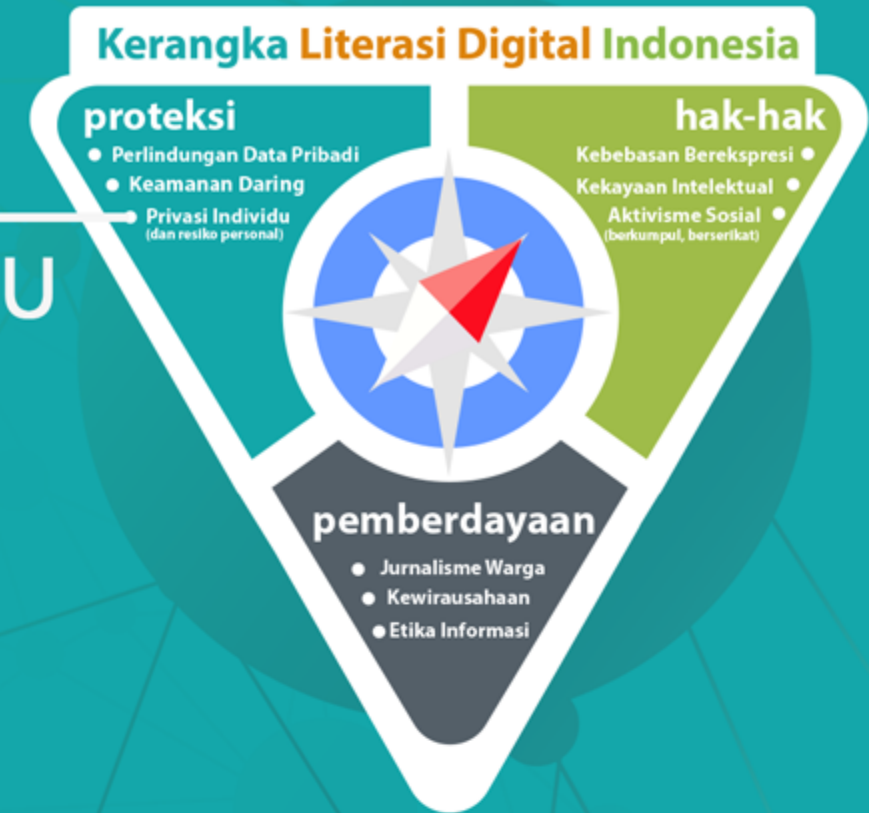 Kerangka Literasi Digital Indonesia
proteksi
Perlindungan Data Pribadi
Keamanan Daring
Privasi Individu
(dan resiko personal)
hak-hak
Kebebasan Berekspresi
Kekayaan Intelektual
Aktivisme Sosial
(berkumpul, berserikat)
U
pemberdayaan
Jurnalisme Warga
Kewirausahaan
Etika Informasi